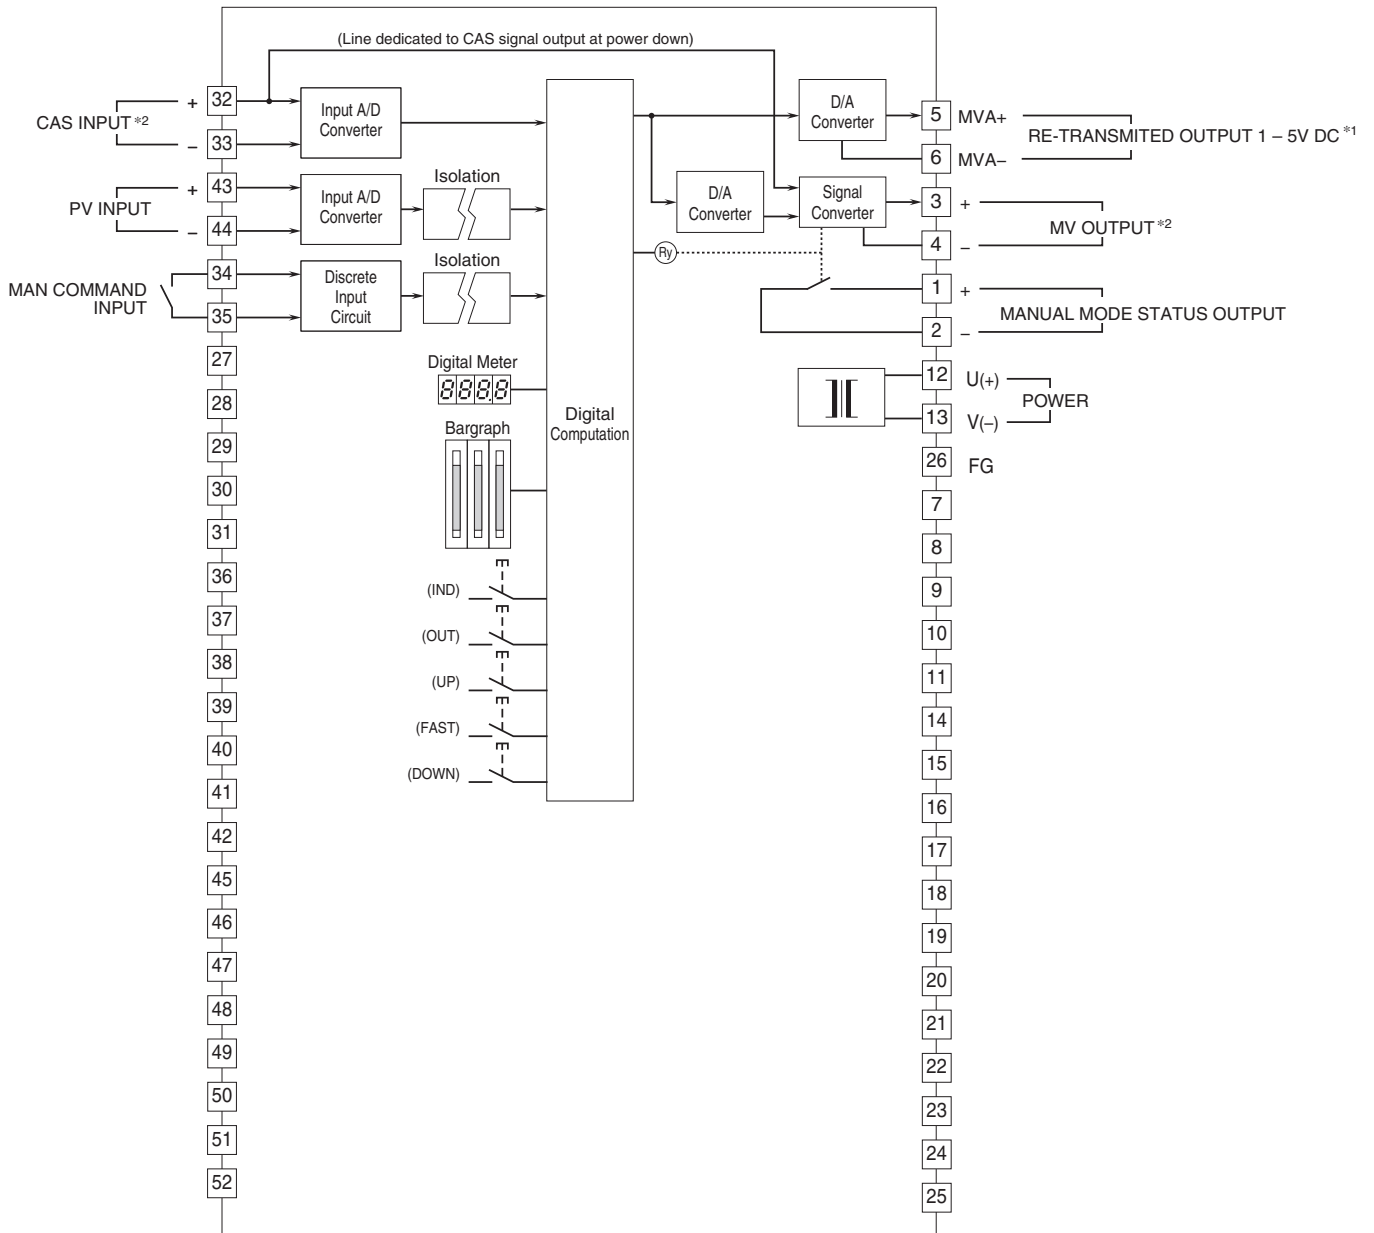 (Line dedicated to CAS signal output at power down)
CAS INPUT *2
+ 32
− 33
Input A/D
Converter
PV INPUT
+ 43
− 44
Input A/D
Converter
Isolation
MAN COMMAND
INPUT
34
35
Discrete
Input
Circuit
Isolation
27
28
29
30
31
36
37
38
39
40
41
42
45
46
47
48
49
50
51
52
Digital Meter
888.8
Bargraph
(IND)
(OUT)
(UP)
(FAST)
(DOWN)
Digital
Computation
D/A
Converter
D/A
Converter
Signal
Converter
Ry
5 MVA+
6 MVA−
RE-TRANSMITED OUTPUT 1 – 5V DC *1
3 +
4 −
MV OUTPUT *2
1 +
2 −
MANUAL MODE STATUS OUTPUT
12 U(+)
13 V(−)
POWER
26 FG
7
8
9
10
11
14
15
16
17
18
19
20
21
22
23
24
25